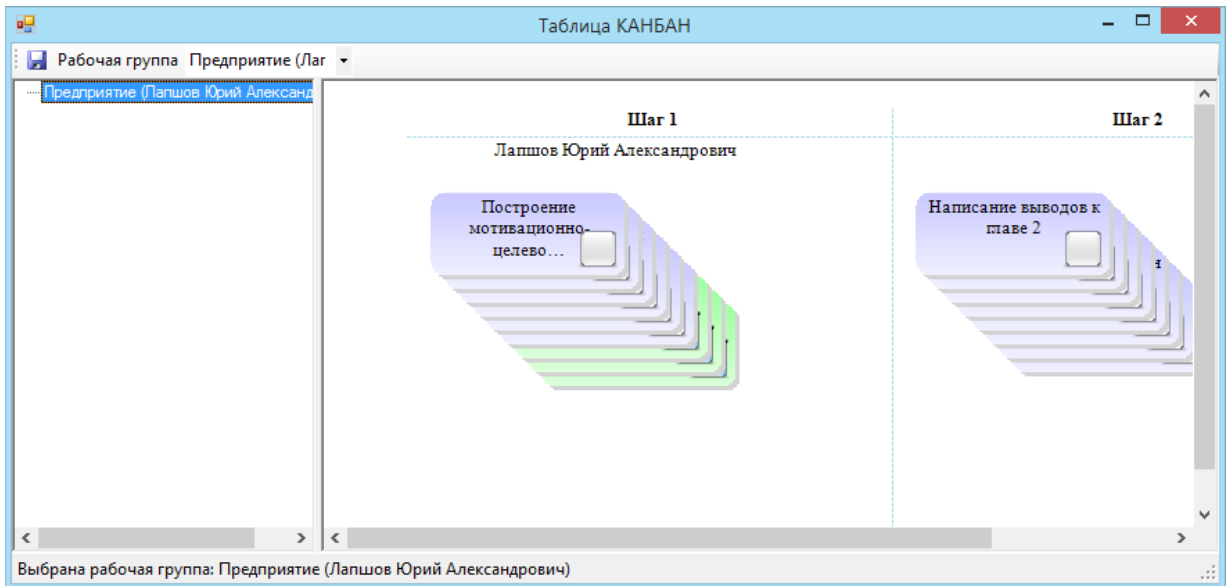 Таблица КАНБАН
Рабочая группа Предприятие (Лаг
Предприятие (Лапшов Юрий Александ
Шаг 1
Шаг 2
Лапшов Юрий Александрович
Построение
мотивационно-
целево...
Написание выводов к
главе 2
Выбрана рабочая группа: Предприятие (Лапшов Юрий Александрович)